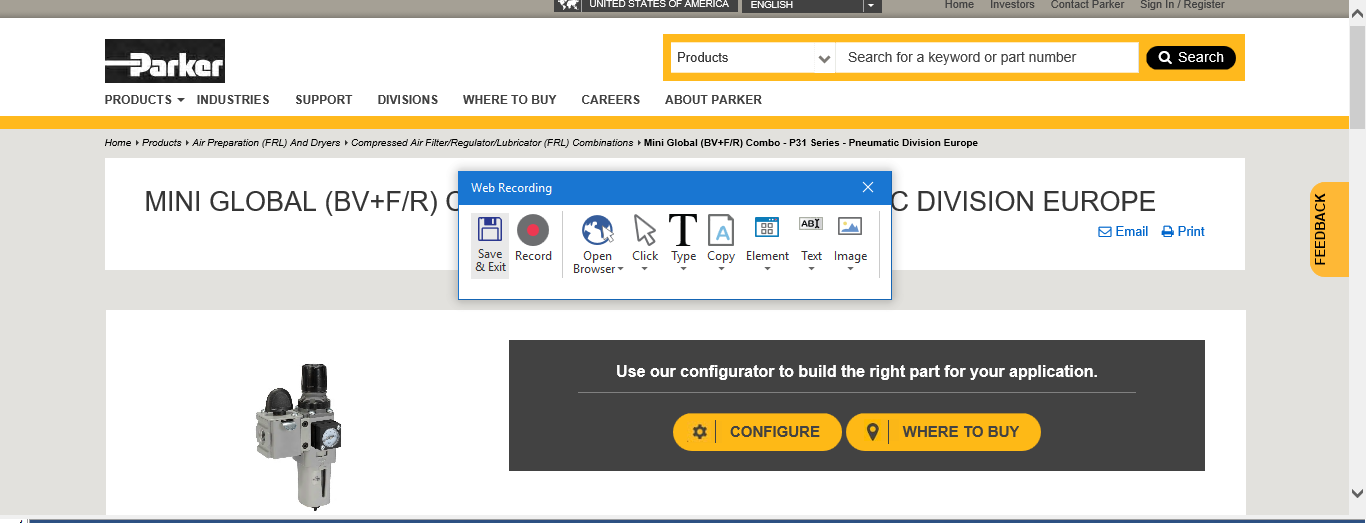 UNITED STATES OF AMERICA ENGLISH Home Investors Contact Parker Sign In / Register
Parker
Products Search for a keyword or part number Search
PRODUCTS INDUSTRIES SUPPORT DIVISIONS WHERE TO BUY CAREERS ABOUT PARKER
Home Products Air Preparation (FRL) And Dryers Compressed Air Filter/Regulator/Lubricator (FRL) Combinations Mini Global (BV+F/R) Combo - P31 Series - Pneumatic Division Europe
Web Recording
MINI GLOBAL (BV+F/R) C DIVISION EUROPE
Email Print
FEEDBACK
Save & Exit
Record
Open Browser
Click
Type
Copy
Element
ABI
Text
Image
Use our configurator to build the right part for your application.
CONFIGURE WHERE TO BUY